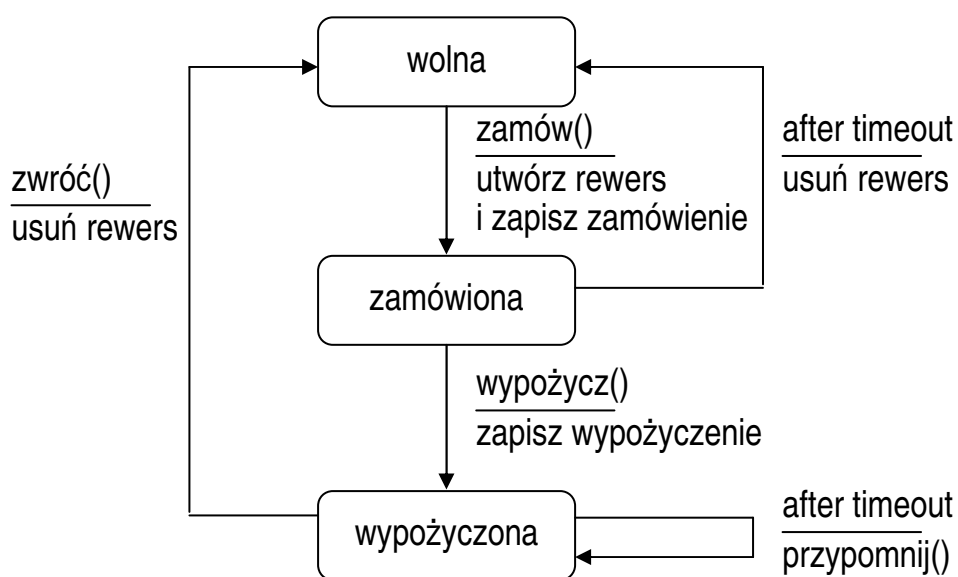 wolna
zamów()
utwórz rewers
i zapisz zamówienie
after timeout
usuń rewers
zwróć()
usuń rewers
zamówiona
wypożycz()
zapisz wypożyczenie
wypożyczona
after timeout
przypomnij()